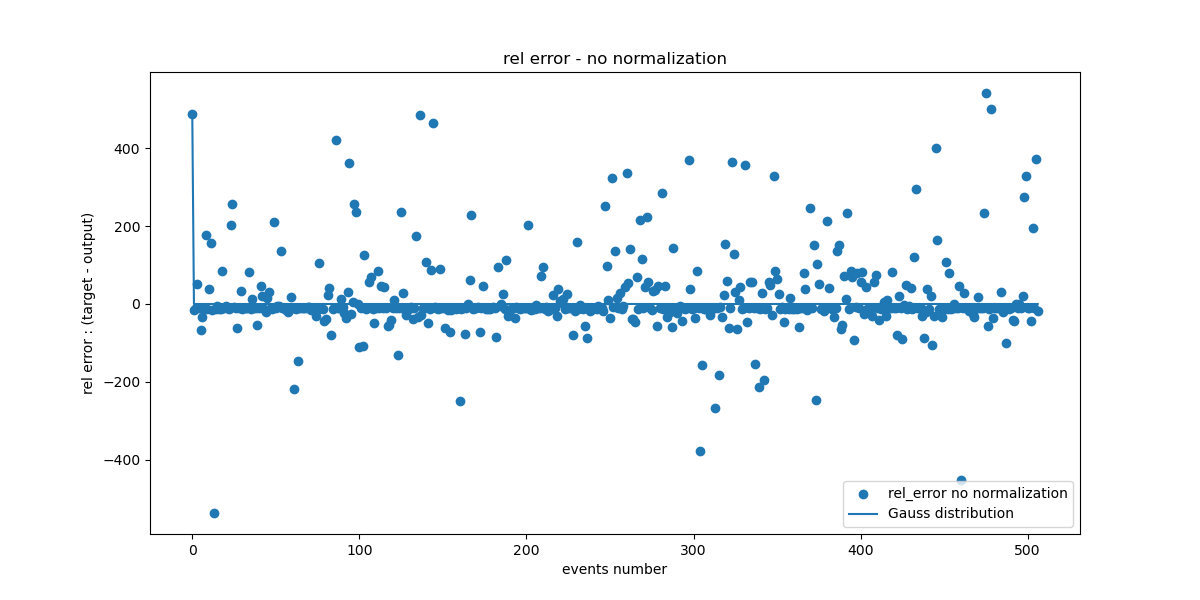 rel error - no normalization
rel error : (target - output)
400
200
0
−200
−400
0
100
200
300
400
500
events number
rel_error no normalization
Gauss distribution